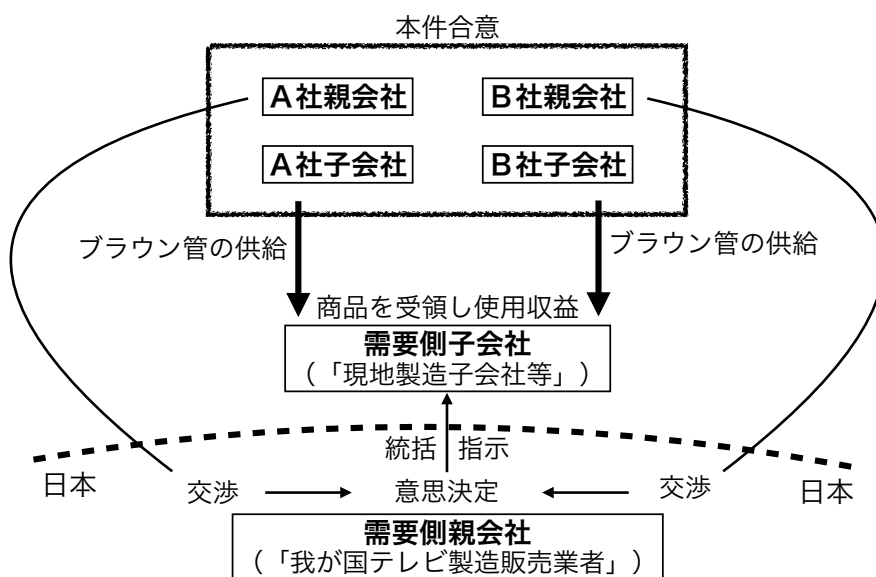 本件合意
A社親会社
B社親会社
A社子会社
B社子会社
ブラウン管の供給
ブラウン管の供給
商品を受領し使用収益
需要側子会社
（「現地製造子会社等」）
統括
指示
日本
交渉
意思決定
交渉
日本
需要側親会社
（「我が国テレビ製造販売業者」）